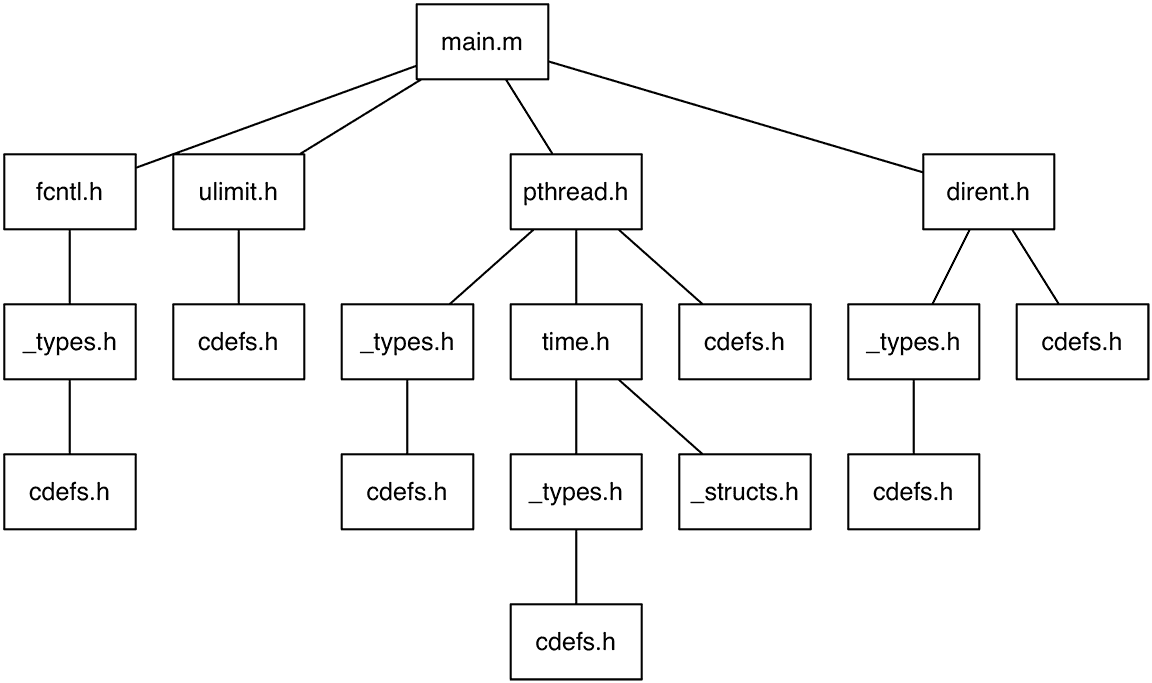 main.m
fcntl.h
ulimit.h
pthread.h
dirent.h
_types.h
cdefs.h
_types.h
time.h
cdefs.h
_types.h
cdefs.h
cdefs.h
cdefs.h
_types.h
_structs.h
cdefs.h
cdefs.h